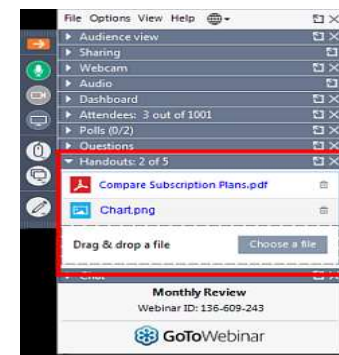 File Options View Help
Audience view
Sharing
Webcam
Audio
Dashboard
Attendees: 3 out of 1001
Polls (0/2)
Questions
Handouts: 2 of 5
Compare Subscription Plans.pdf
Chart.png
Drag & drop a file Choose a file
Chat
Monthly Review
Webinar ID: 136-609-243
GoToWebinar